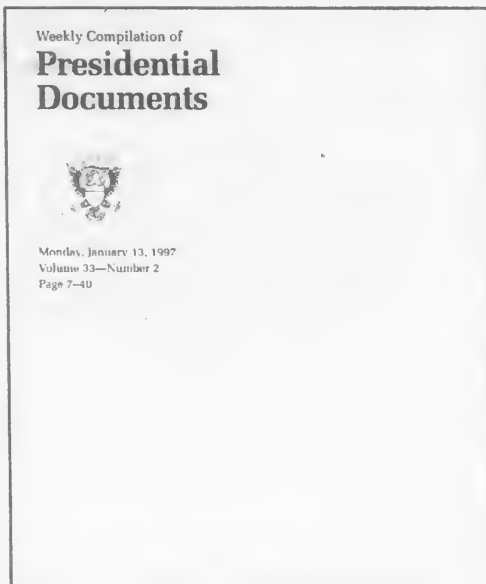 Weekly Compilation of
Presidential
Documents
Monday, January 13, 1997
Volume 33—Number 2
Page 7–40